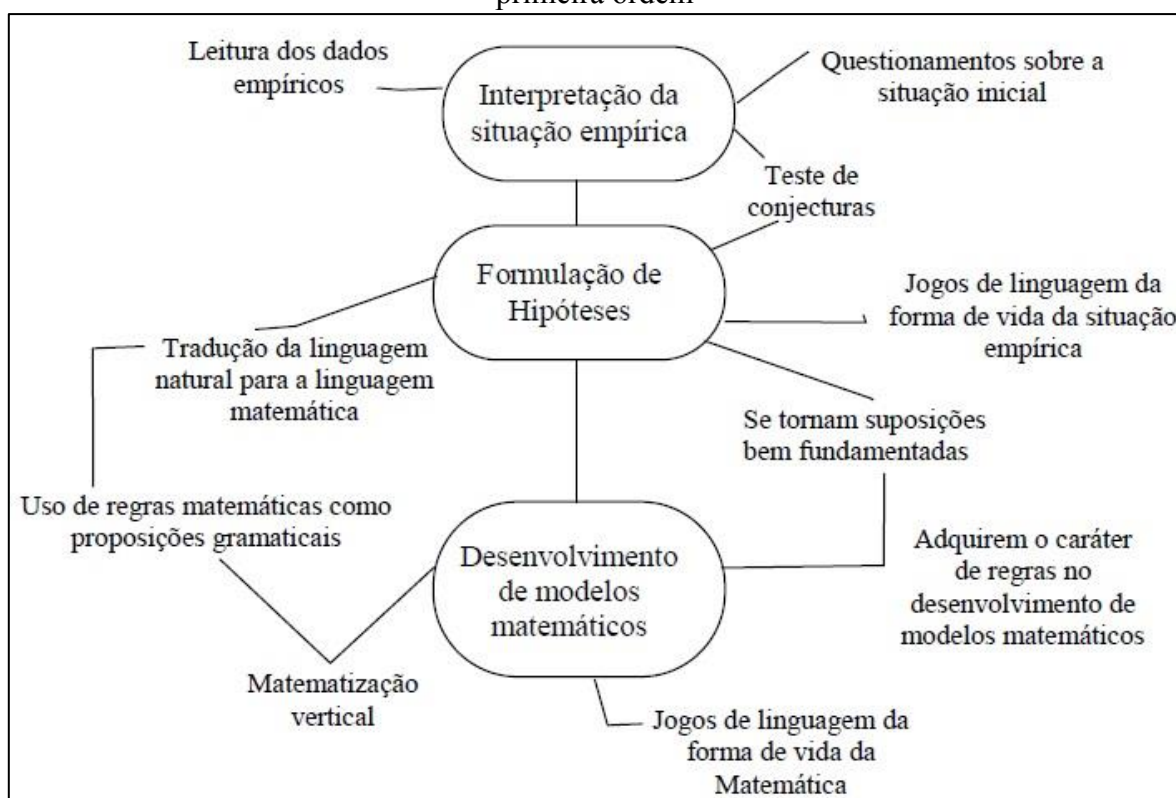 primeira ordem
Leitura dos dados
empíricos
Interpretação da
situação empírica
Questionamentos sobre a
situação inicial
Teste de
conjecturas
Formulação de
Hipóteses
Jogos de linguagem da
forma de vida da situação
empírica
Tradução da linguagem
natural para a linguagem
matemática
Se tornam suposições
bem fundamentadas
Uso de regras matemáticas como
proposições gramaticais
Desenvolvimento
de modelos
matemáticos
Adquirem o caráter
de regras no
desenvolvimento de
modelos matemáticos
Matematização
vertical
Jogos de linguagem da
forma de vida da
Matemática